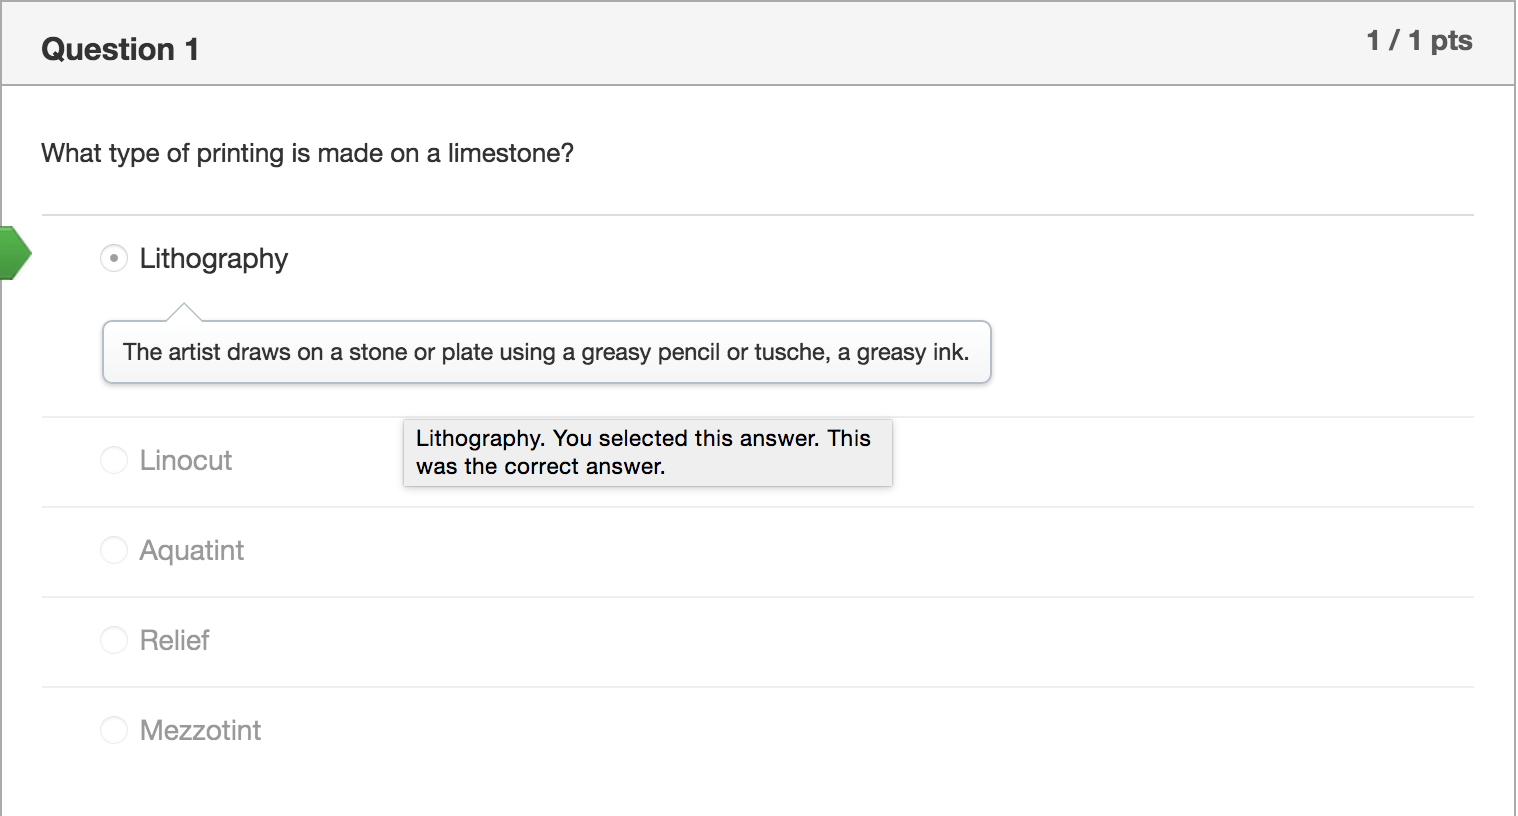 Question 1
1 / 1 pts
What type of printing is made on a limestone?
Lithography
The artist draws on a stone or plate using a greasy pencil or tusche, a greasy ink.
Lithography. You selected this answer. This
was the correct answer.
Linocut
Aquatint
Relief
Mezzotint